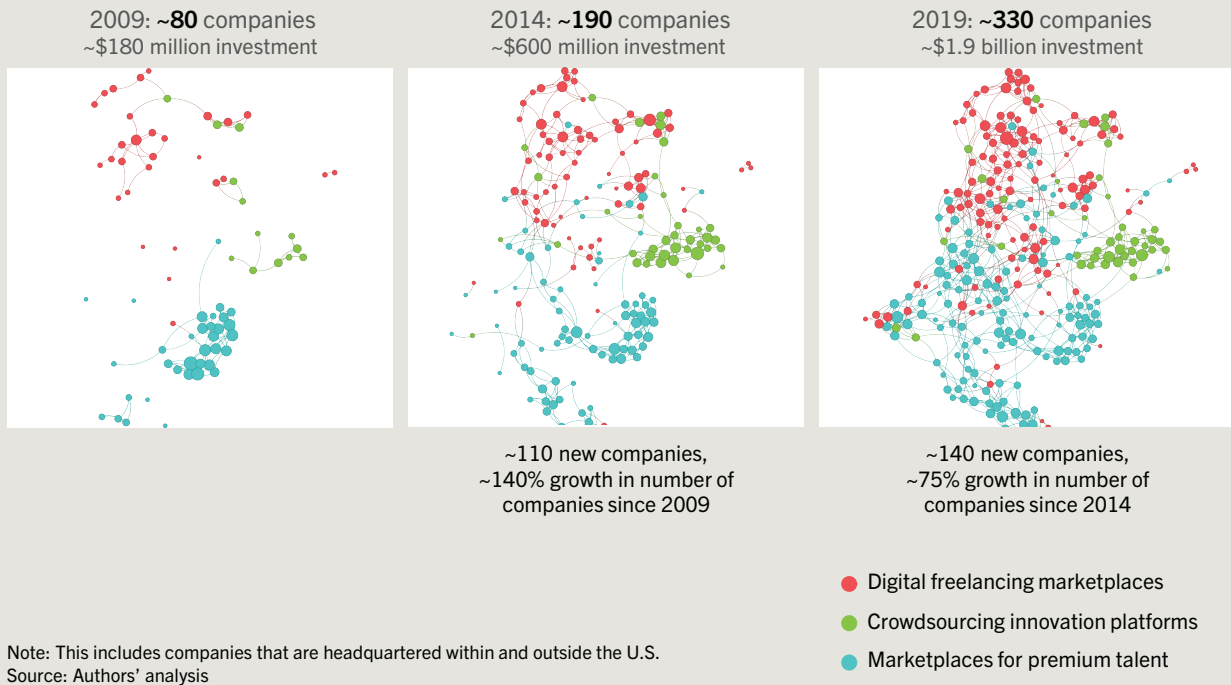 2009: ~80 companies
~$180 million investment
2014: ~190 companies
~$600 million investment
2019: ~330 companies
~$1.9 billion investment
~110 new companies,
~140% growth in number of
companies since 2009
~140 new companies,
~75% growth in number of
companies since 2014
Digital freelancing marketplaces
Crowdsourcing innovation platforms
Marketplaces for premium talent
Note: This includes companies that are headquartered within and outside the U.S.
Source: Authors’ analysis